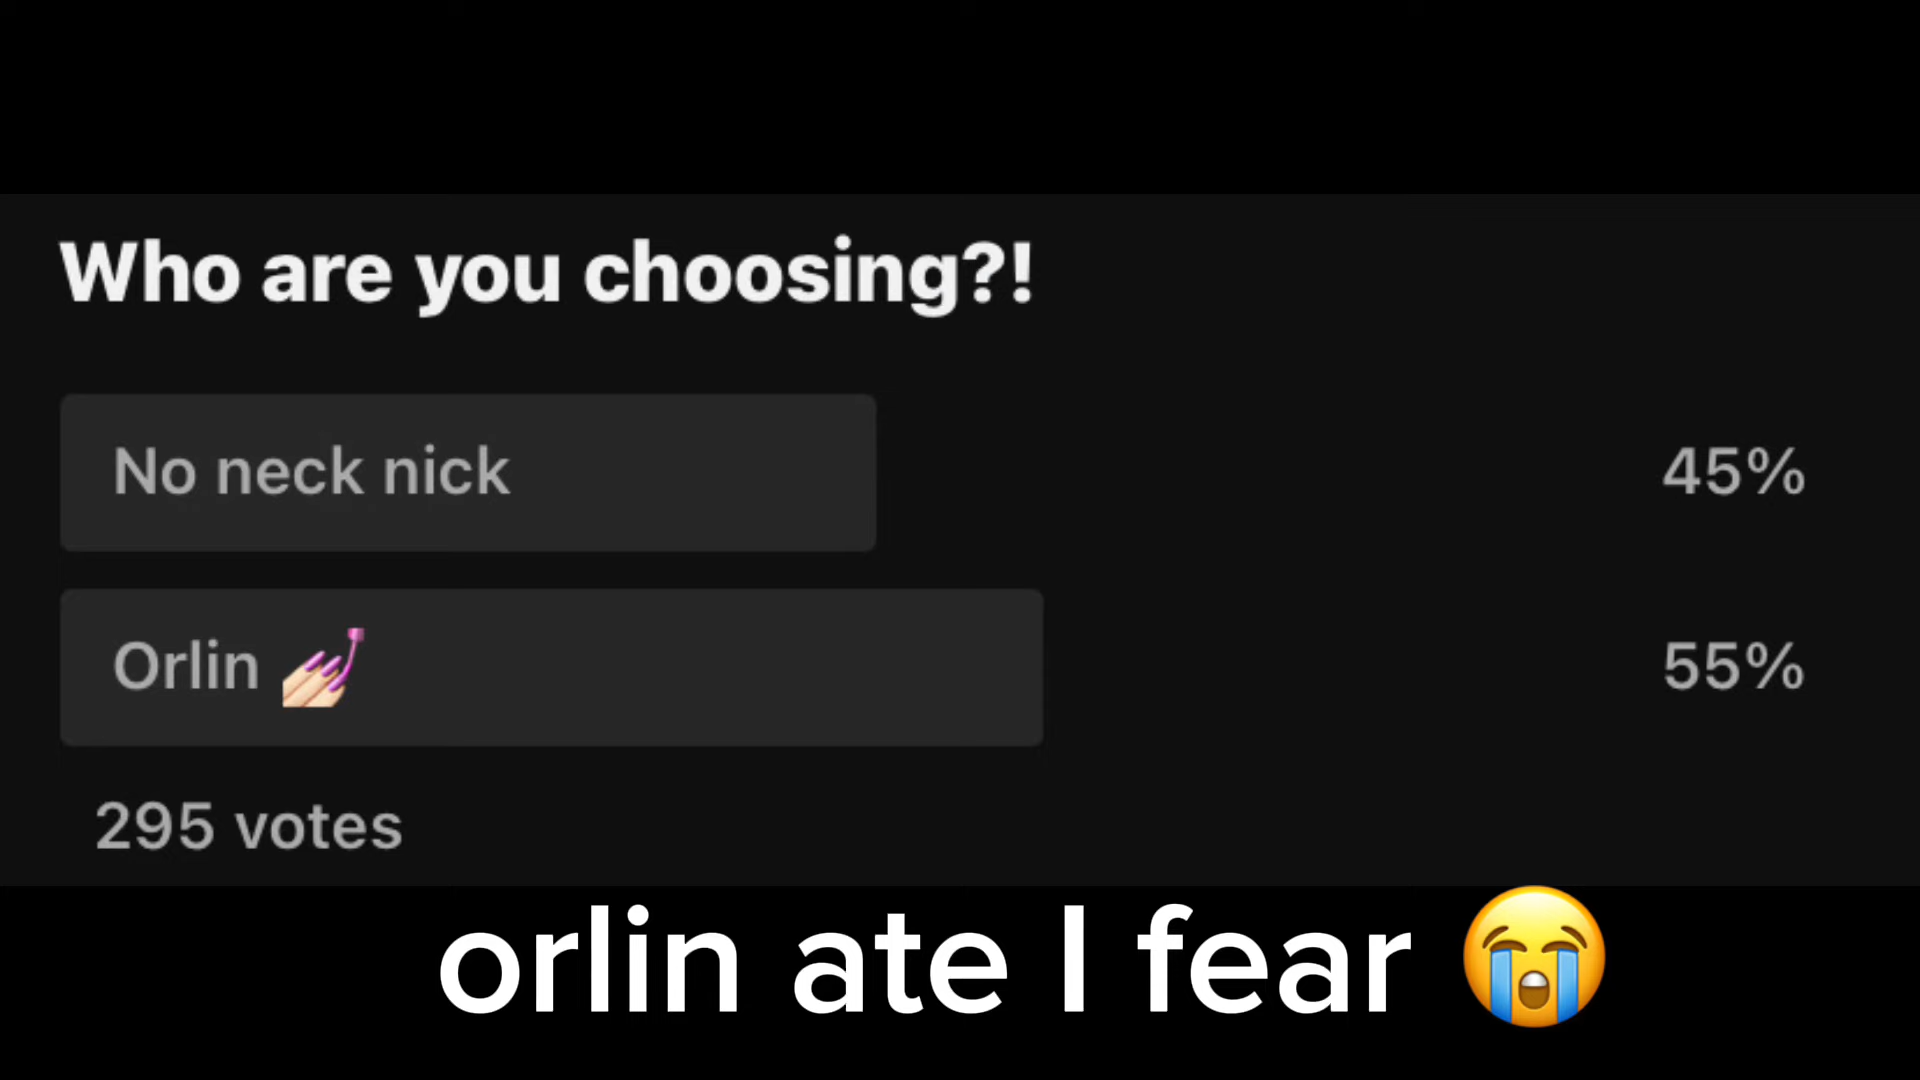 Who are you choosing?!
No neck nick 45%
Orlin 💅🏻 55%
295 votes
orlin ate I fear 😭